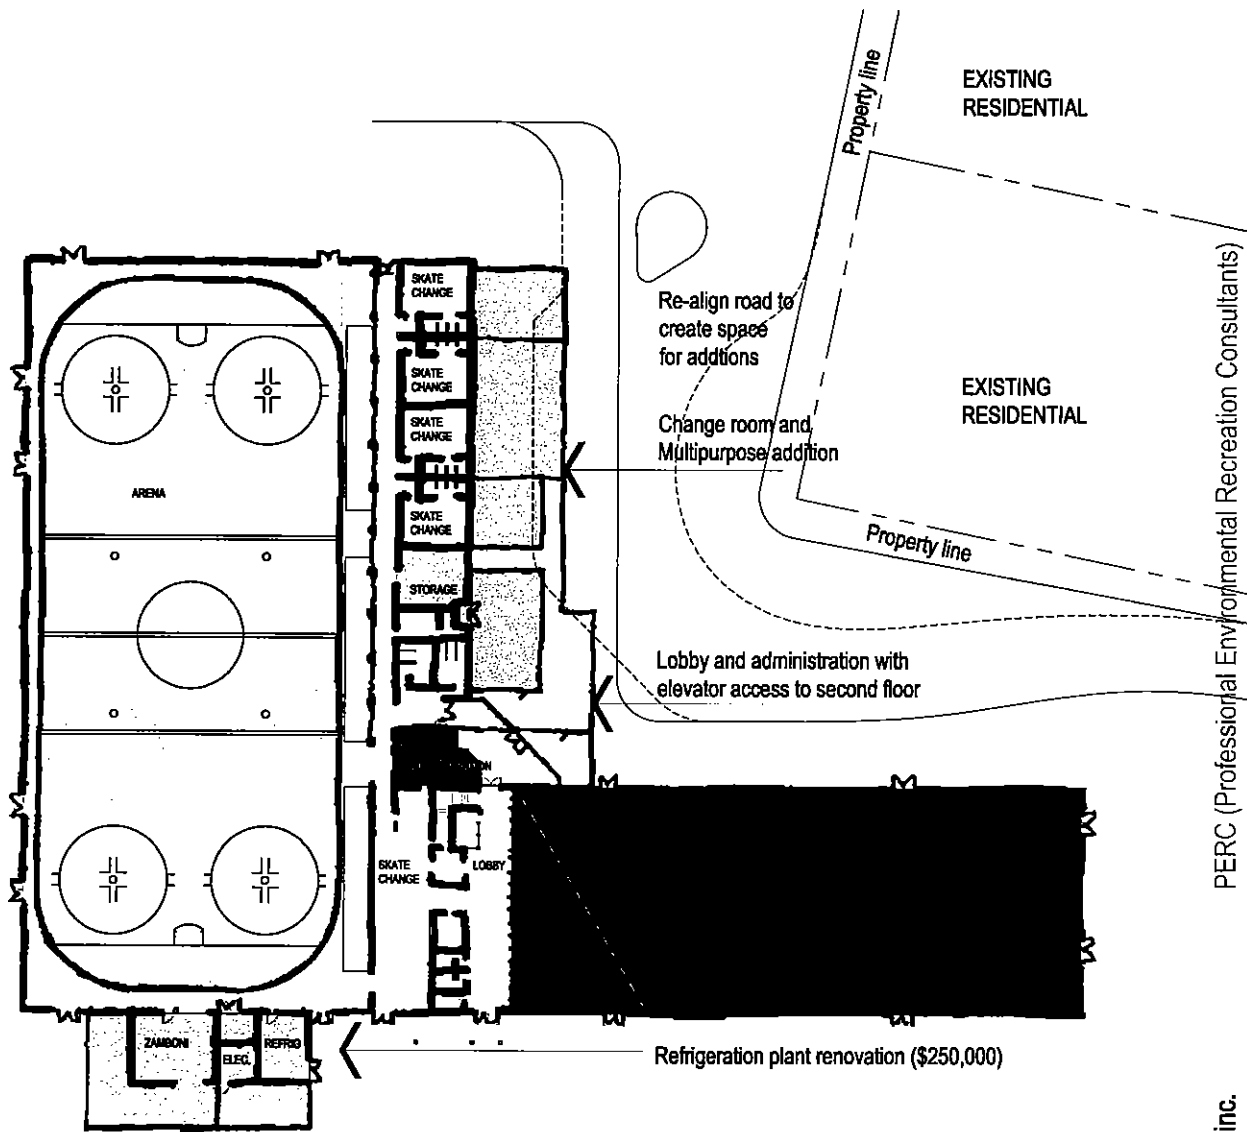 EXISTING
RESIDENTIAL
Property line
SKATE
CHANGE
Re-align road to
create space
for addtions
SKATE
CHANGE
EXISTING
RESIDENTIAL
SKATE
CHANGE
Change room and
Multipurpose addition
ARENA
SKATE
CHANGE
Property line
STORAGE
Lobby and administration with
elevator access to second floor
SKATE
CHANGE
LOBBY
ZAMBONI
ELEC.
REFRIG
Refrigeration plant renovation ($250,000)
PERC (Professional Environmental Recreation Consultants)
inc.